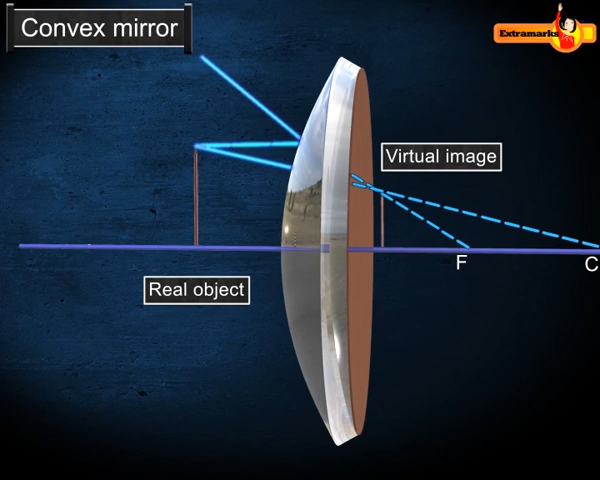 Convex mirror
Extramarks
Virtual image
F
C
Real object